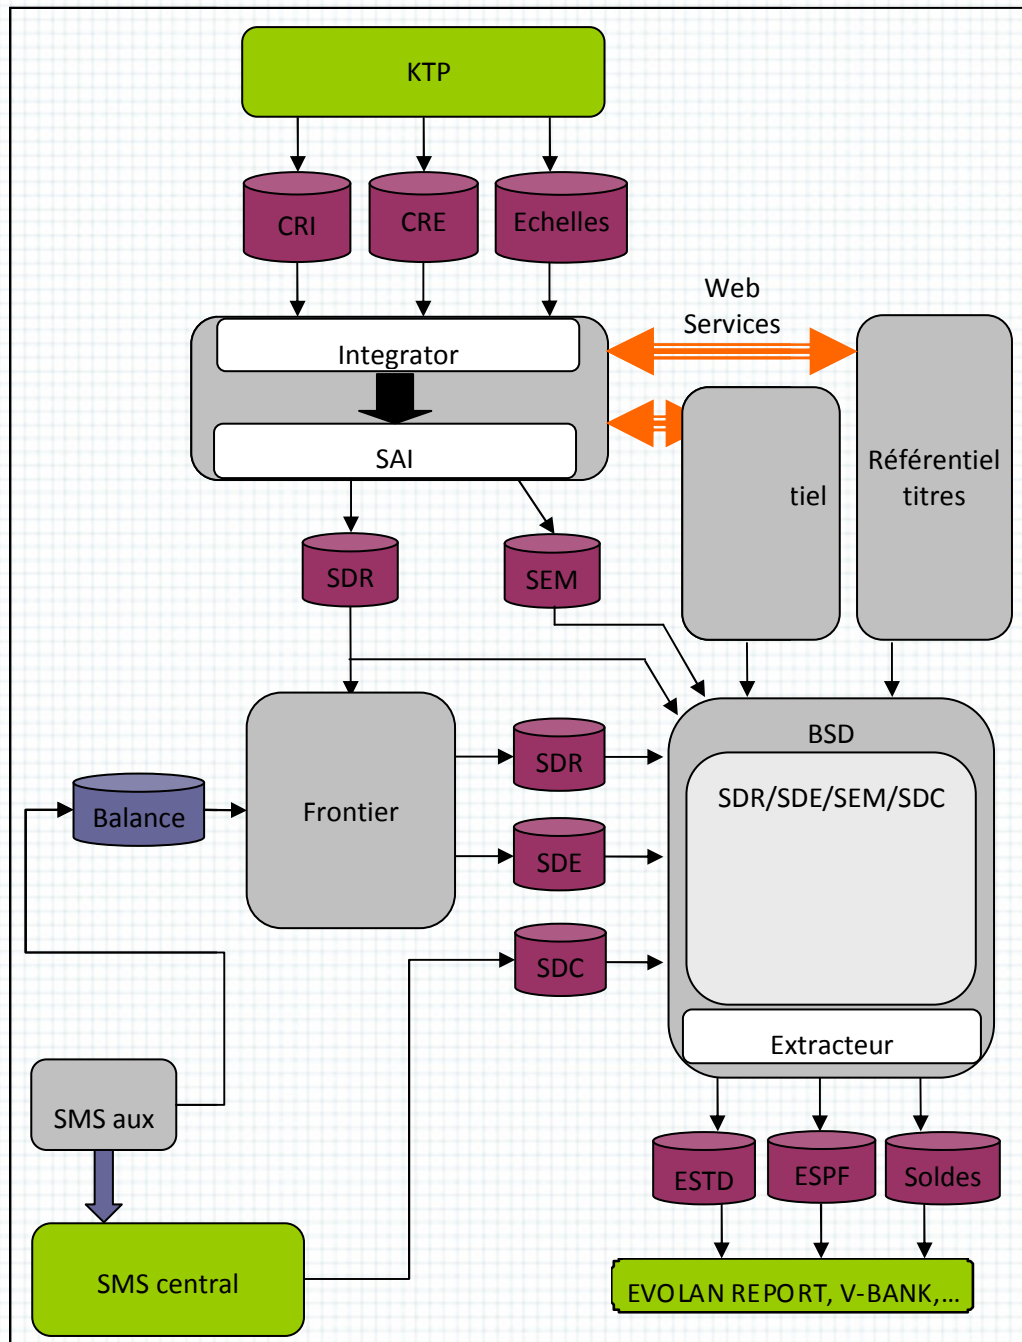 KTP
CRI
CRE
Echelles
Web
Services
Integrator
SAI
tiel
Référentiel
titres
SDR
SEM
BSD
SDR
SDR/SDE/SEM/SDC
Balance
Frontier
SDE
SDC
Extracteur
SMS aux
ESTD
ESPF
Soldes
SMS central
EVOLAN REPORT, V-BANK,...